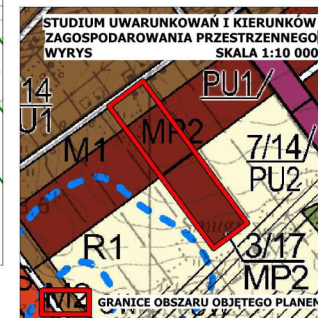 STUDIUM UWARUNKOWAŃ I KIERUNKÓW
ZAGOSPODAROWANIA PRZESTRZENNEGO
WYRYS SKALA 1:10 000
PU1/
14
U1
MP2
M1
7/14/
PU2
Smugi
R1
3/17
MP2
GRANICE OBSZARU OBJĘTEGO PLANEM